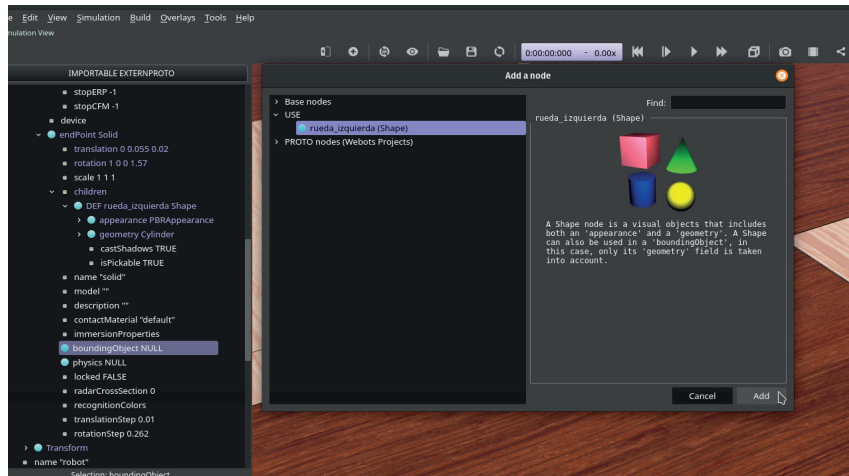 e Edit View Simulation Build Overlays Tools Help
mulation View
0:00:00:000 - 0.00x
IMPORTABLE EXTERNPROTO
stopERP -1
stopCFM -1
device
endPoint Solid
translation 0 0.055 0.02
rotation 1 0 0 1.57
scale 1 1 1
children
DEF rueda_izquierda Shape
appearance PBRAppearance
geometry Cylinder
castShadows TRUE
isPickable TRUE
name "solid"
model ""
description ""
contactMaterial "default"
immersionProperties
boundingObject NULL
physics NULL
locked FALSE
radarCrossSection 0
recognitionColors
translationStep 0.01
rotationStep 0.262
Transform
name "robot"
Selection: boundingObject
Add a node
Base nodes
USE
rueda_izquierda (Shape)
PROTO nodes (Webots Projects)
Find:
rueda_izquierda (Shape)
A Shape node is a visual objects that includes
both an 'appearance' and a 'geometry'. A Shape
can also be used in a 'boundingObject', in
this case, only its 'geometry' field is taken
into account.
Cancel Add